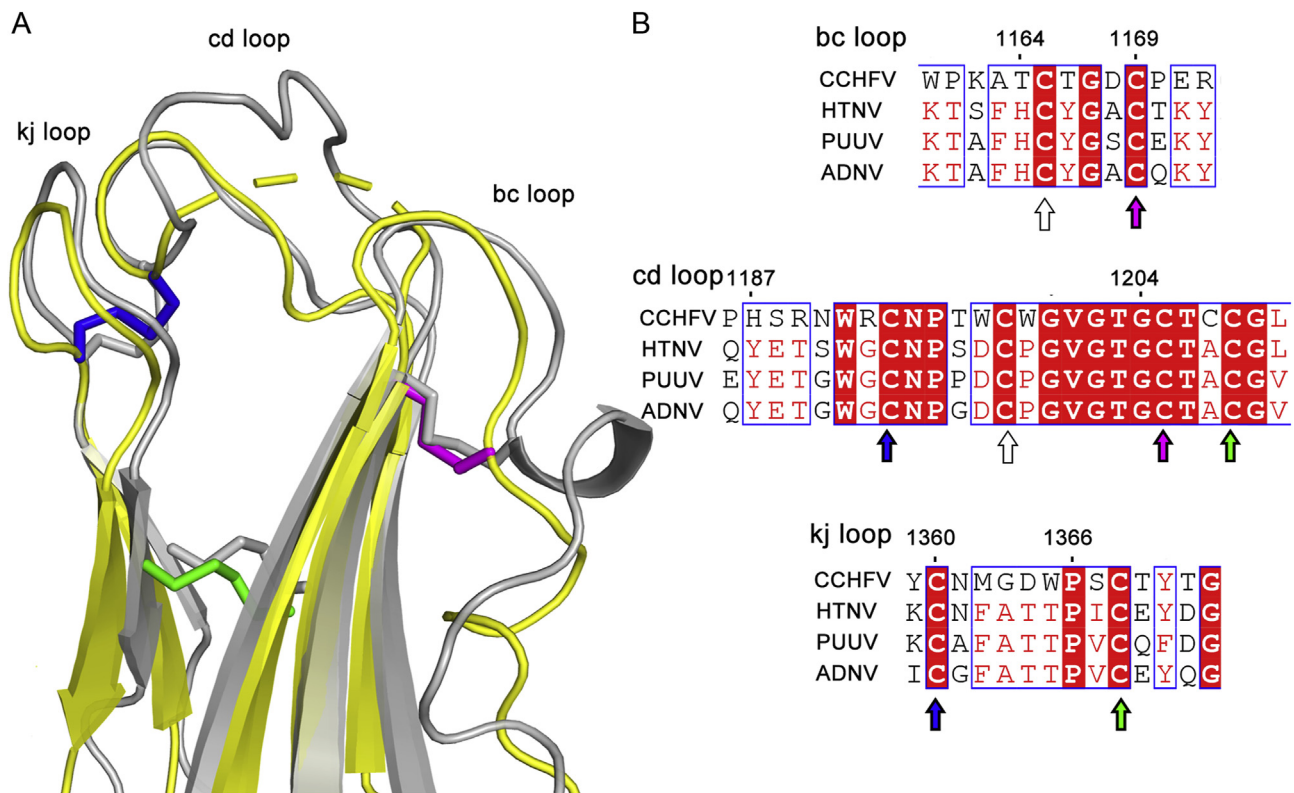 A
cd loop
kj loop
bc loop
B
bc loop 1164 1169
CCHFV WPKATCTGDCPER
HTNV KTSFHCYGACTKY
PUUV KTAFHCYGSCEKY
ADNV KTAFHCYGACQKY
cd loop 1187 1204
CCHFV PHSRNWRCNPTWCWGVGTGCTCCGL
HTNV QYETSWGCNPSDCPGVGTGCTACGL
PUUV EYETGWGCNPPDCPGVGTGCTACGL
ADNV QYETGWGCNPGDCPGVGTGCTACGV
kj loop 1360 1366
CCHFV YCNMGDWPSCTYTG
HTNV KCNFATTPICEYDG
PUUV KCAFATTPVCQFDG
ADNV ICGFATTPVCEYQG